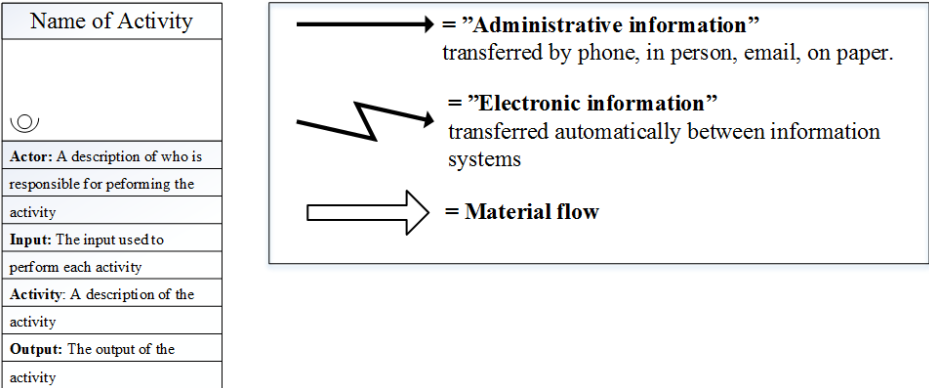 Name of Activity
Actor: A description of who is
responsible for peforming the
activity
Input: The input used to
perform each activity
Activity: A description of the
activity
Output: The output of the
activity
= ”Administrative information”
transferred by phone, in person, email, on paper.
= ”Electronic information”
transferred automatically between information
systems
= Material flow